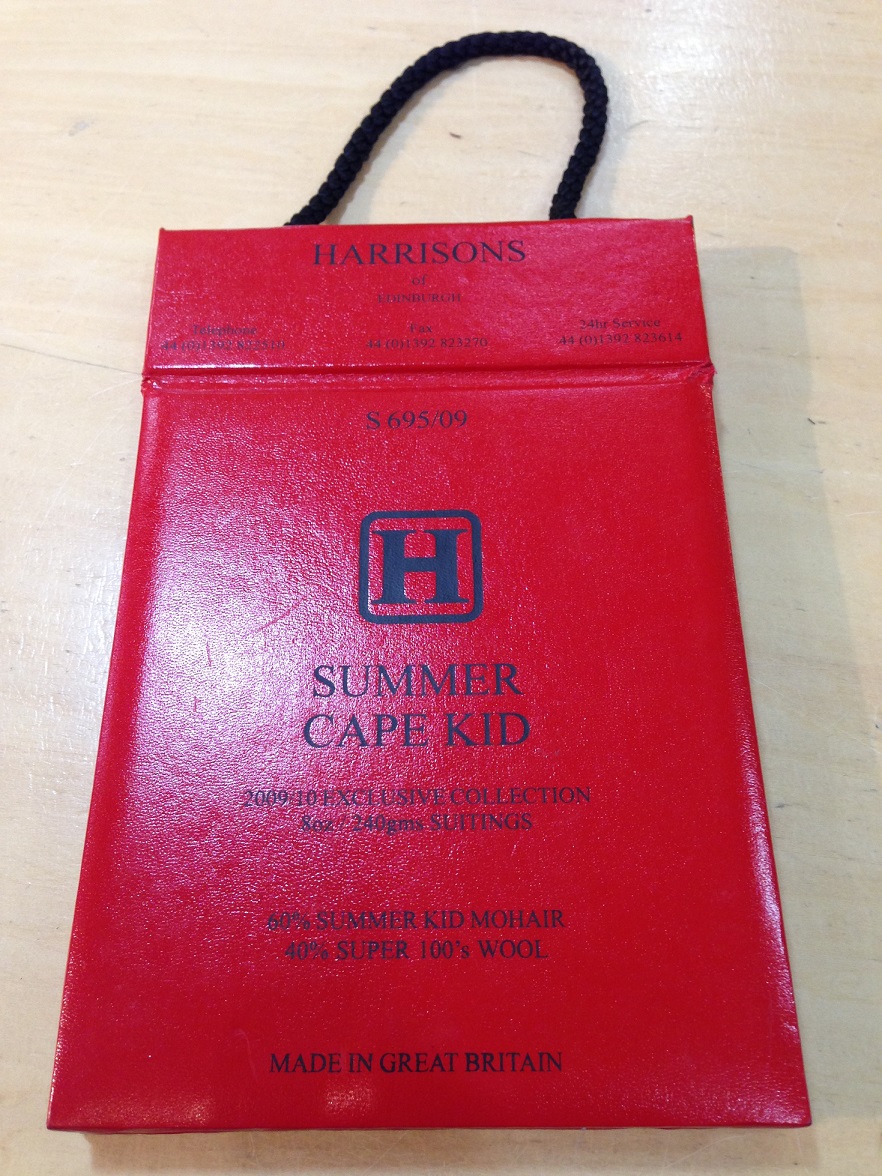 HARRISONS
of
EDINBURGH
Telephone Fax 24hr Service
44 (0)1392 823270 44 (0)1392 823614
S 695/09
H
SUMMER
CAPE KID
2009/10 EXCLUSIVE COLLECTION
8oz / 240gms SUITINGS
60% SUMMER KID MOHAIR
40% SUPER 100's WOOL
MADE IN GREAT BRITAIN